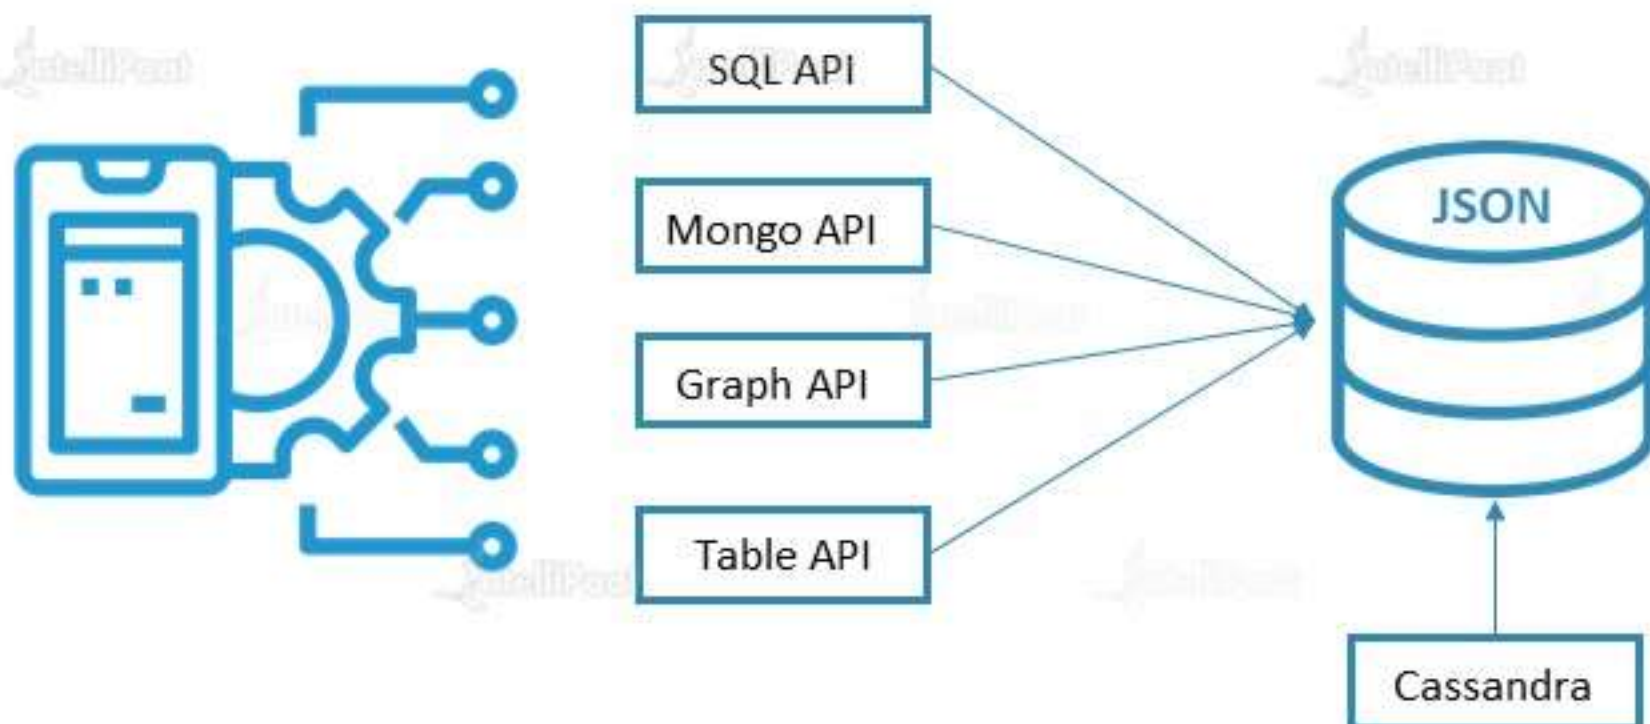 SQL API
Mongo API
Graph API
Table API
JSON
Cassandra